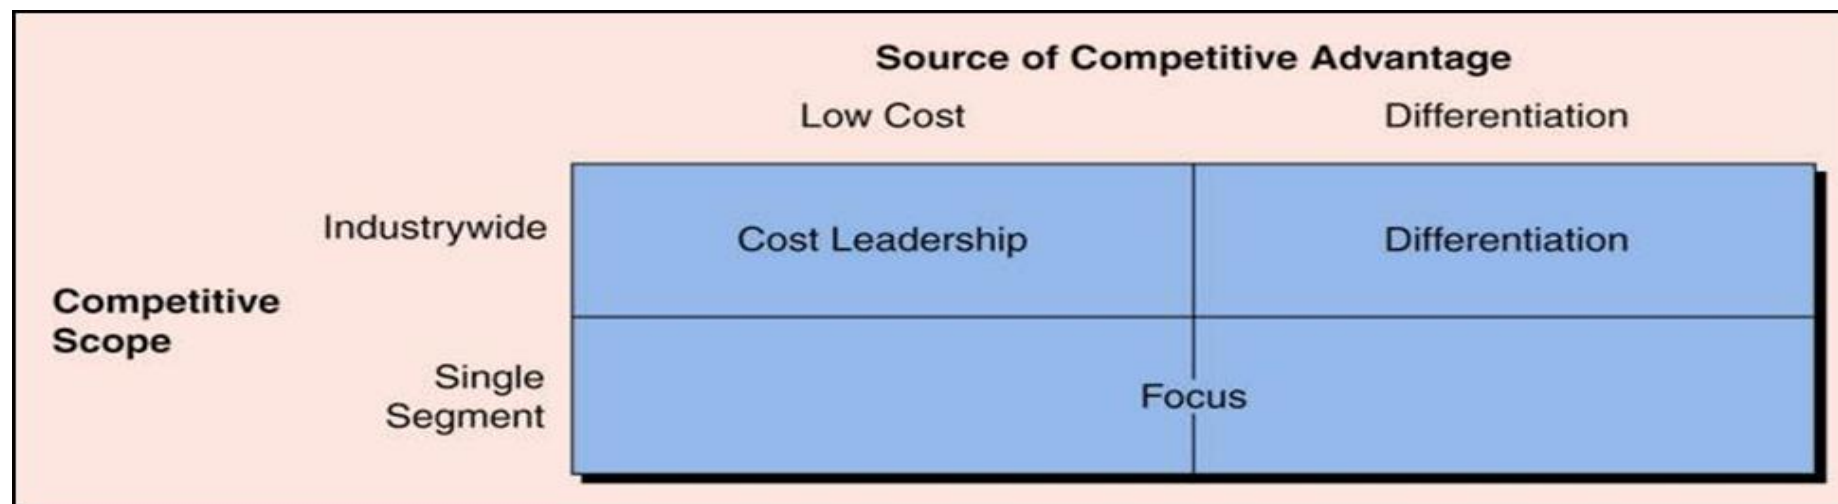 Source of Competitive Advantage
Low Cost Differentiation
Industrywide Cost Leadership Differentiation
Competitive
Scope
Single
Segment
Focus